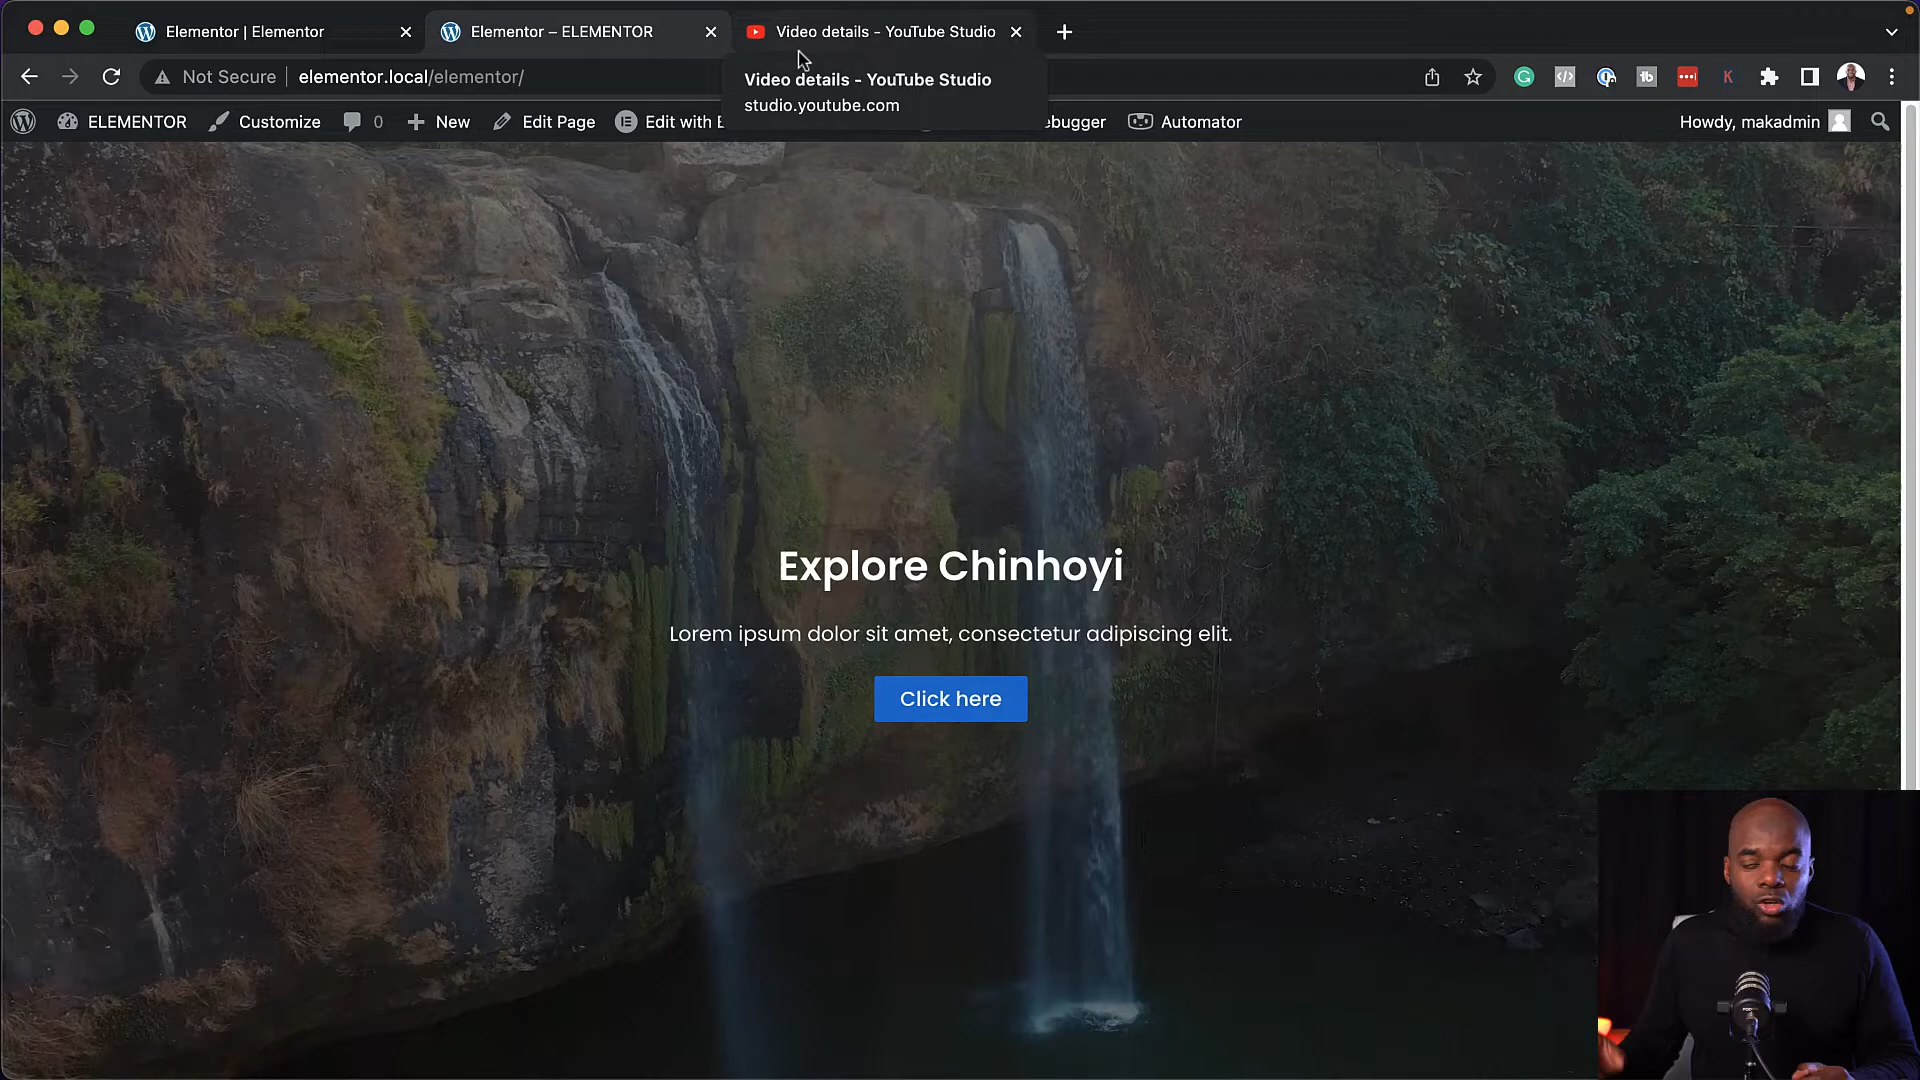 Elementor | Elementor
Elementor – ELEMENTOR
Video details - YouTube Studio
Not Secure
elementor.local/elementor/
Video details - YouTube Studio
studio.youtube.com
ELEMENTOR
Customize
0
New
Edit Page
Edit with E
ebugger
Automator
Howdy, makadmin
Explore Chinhoyi
Lorem ipsum dolor sit amet, consectetur adipiscing elit.
Click here